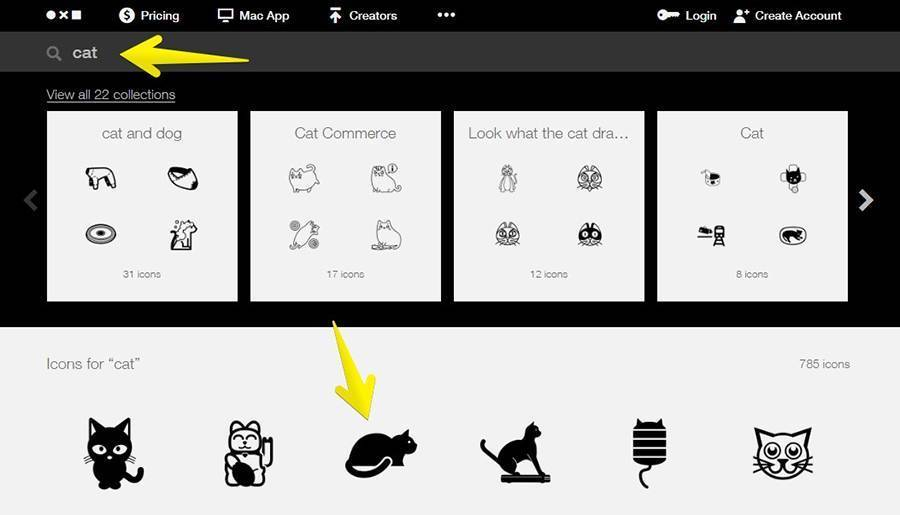 Pricing
Mac App
Creators
Login
Create Account
cat
View all 22 collections
cat and dog
31 icons
Cat Commerce
17 icons
Look what the cat dra…
12 icons
Cat
8 icons
Icons for “cat”
785 icons